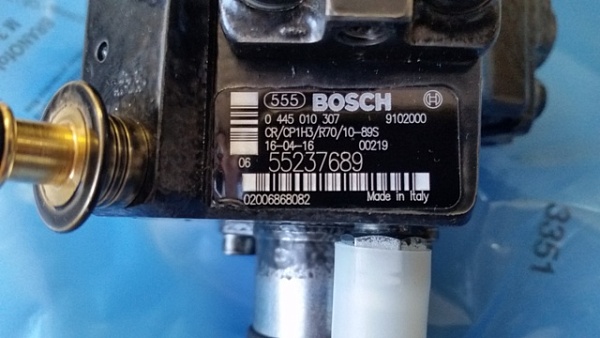 555 BOSCH
0 445 010 307 9102000
CR/CP1H3/R70/10-89S
16-04-16 00219
06 55237689
02006868082 Made in Italy
3351